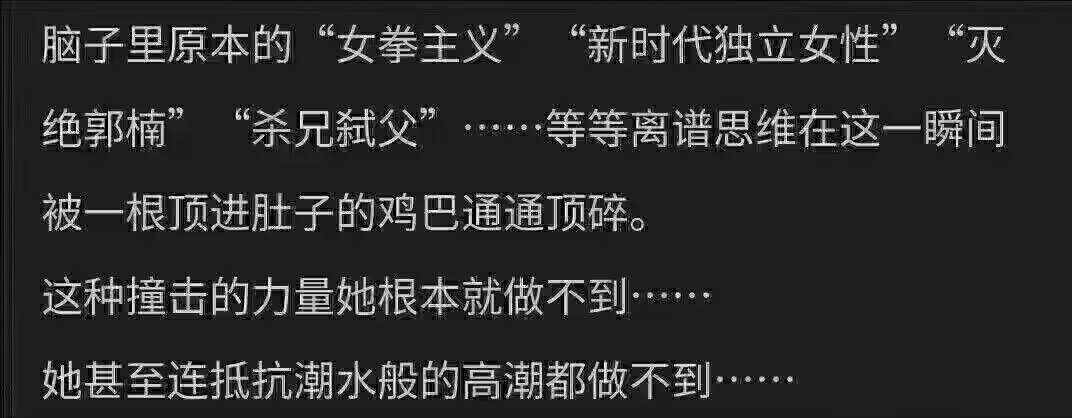 脑子里原本的“女拳主义”“新时代独立女性”“灭
绝郭楠”“杀兄弑父”……等等离谱思维在这一瞬间
被一根顶进肚子的鸡巴通通顶碎。
这种撞击的力量她根本就做不到……
她甚至连抵抗潮水般的高潮都做不到……